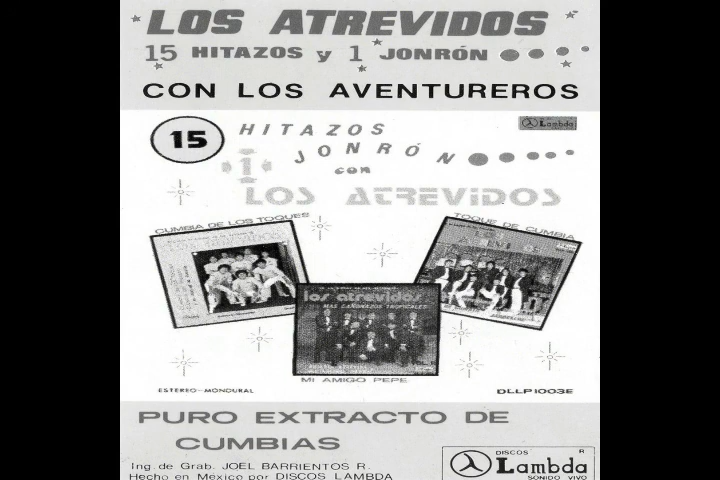 LOS ATREVIDOS
15 HITAZOS y 1 JONRÓN
CON LOS AVENTUREROS
15
HITAZOS
Lambda
1
JONRÓN
con
LOS ATREVIDOS
CUMBIA DE LOS TOQUES
TOQUE DE CUMBIA
los atrevidos
MAS CAÑONAZOS TROPICALES
MI AMIGO PEPE
ESTEREO-MONOURAL
DLLP1003E
PURO EXTRACTO DE
CUMBIAS
DISCOS
R
Lambda
SONIDO VIVO
Ing. de Grab. JOEL BARRIENTOS R.
Hecho en Mexico por DISCOS LAMBDA